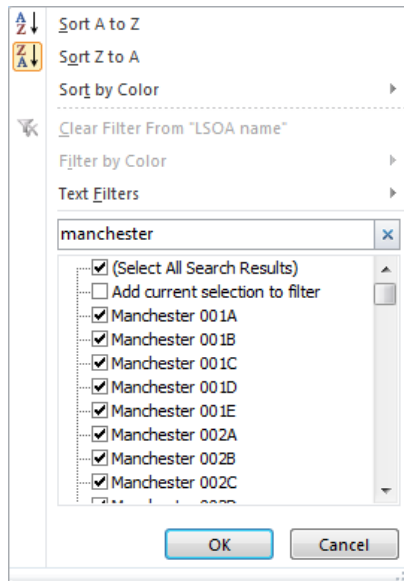 Sort A to Z
Sort Z to A
Sort by Color
Clear Filter From "LSOA name"
Filter by Color
Text Filters
manchester
(Select All Search Results)
Add current selection to filter
Manchester 001A
Manchester 001B
Manchester 001C
Manchester 001D
Manchester 001E
Manchester 002A
Manchester 002B
Manchester 002C
OK Cancel